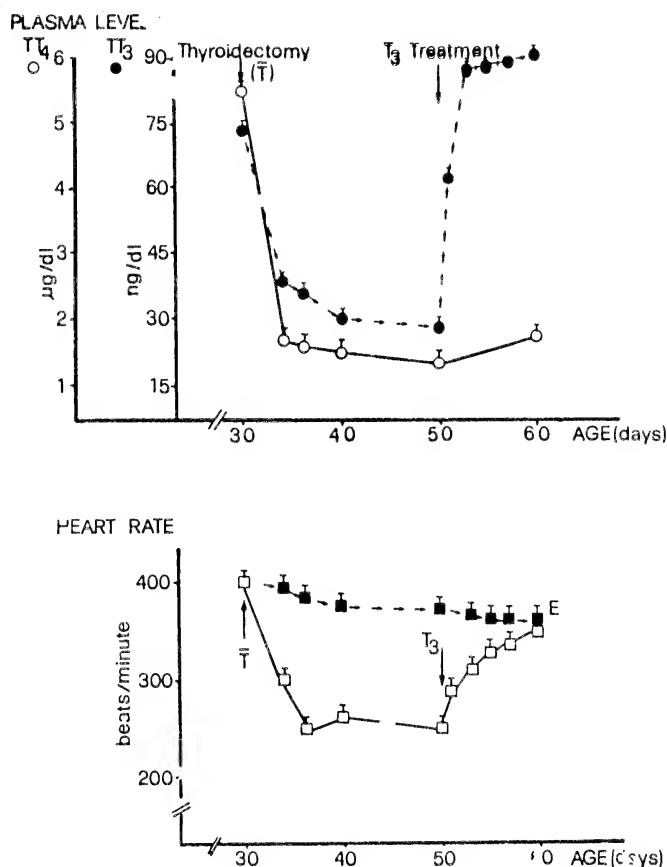 PLASMA LEVEL
TT4 TT3
6 90 Thyroidectomy T3 Treatment
(T̄)
5 75
4 60
3 45
µg/dl ng/dl
2 30
1 15
30 40 50 60 AGE (days)
HEART RATE
400
E
T̄ T3
300
beats/minute
200
30 40 50 AGE